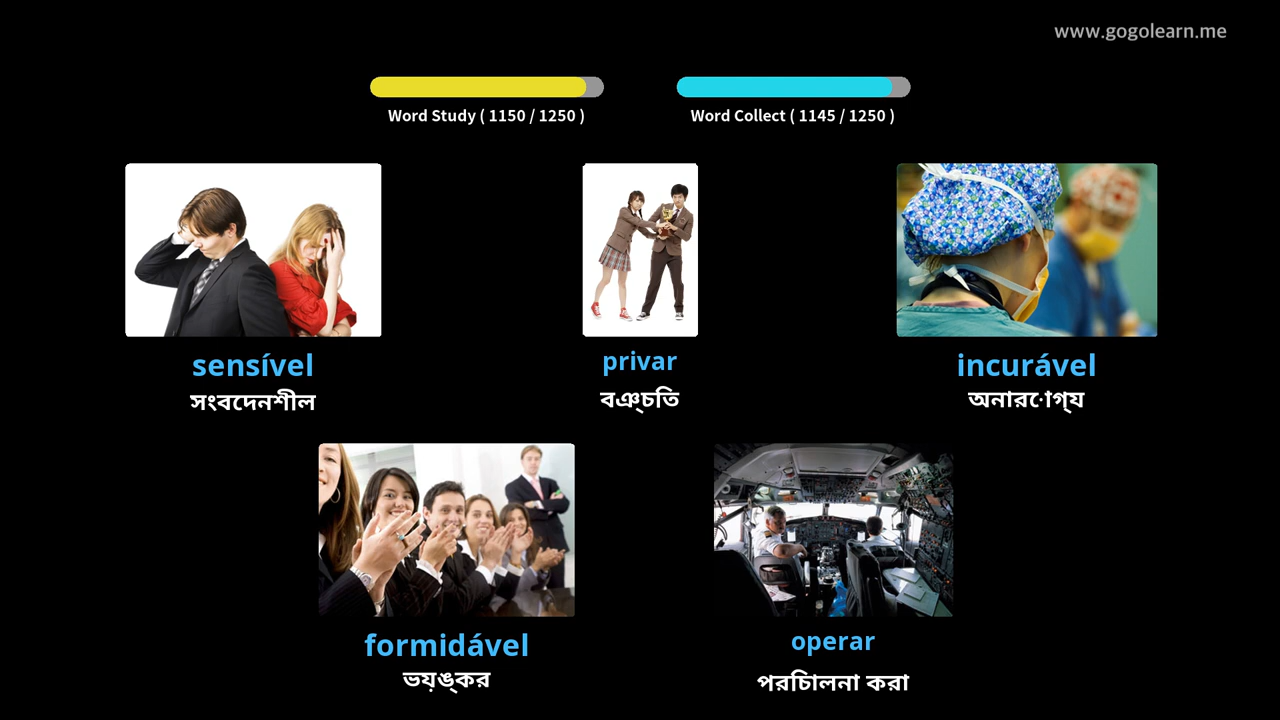 www.gogolearn.me
Word Study ( 1150 / 1250 )
Word Collect ( 1145 / 1250 )
sensível
সংবেদনশীল
privar
বঞ্চিত
incurável
অনারোগ্য
formidável
ভয়ঙ্কর
operar
পরিচালনা করা